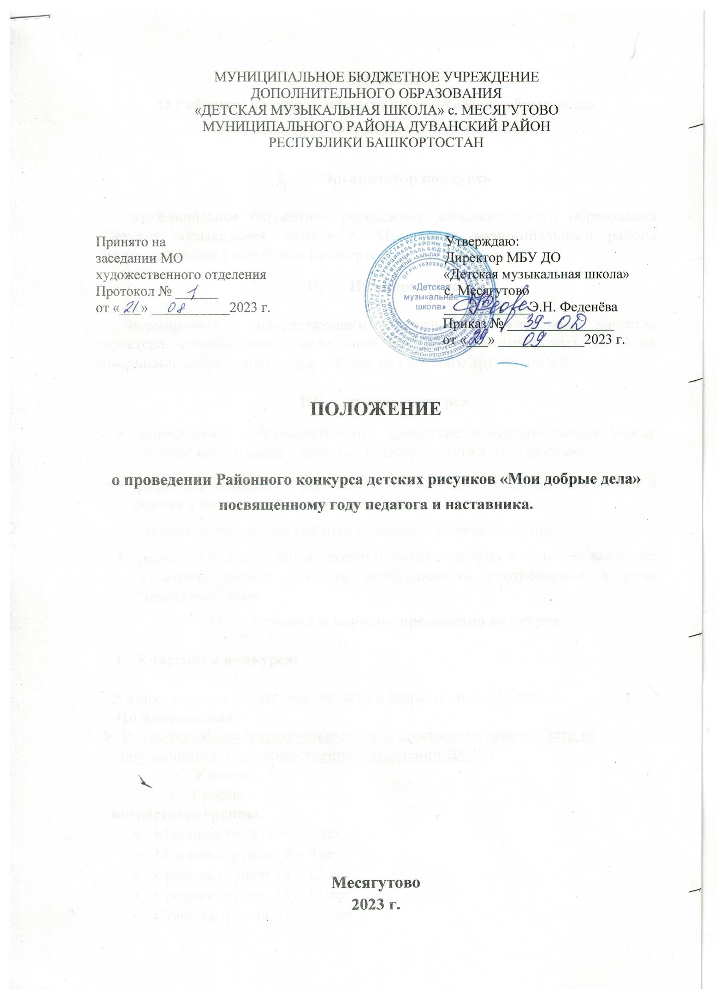 МУНИЦИПАЛЬНОЕ БЮДЖЕТНОЕ УЧРЕЖДЕНИЕ
ДОПОЛНИТЕЛЬНОГО ОБРАЗОВАНИЯ
«ДЕТСКАЯ МУЗЫКАЛЬНАЯ ШКОЛА» с. МЕСЯГУТОВО
МУНИЦИПАЛЬНОГО РАЙОНА ДУВАНСКИЙ РАЙОН
РЕСПУБЛИКИ БАШКОРТОСТАН
Принято на
заседании МО
художественного отделения
Протокол № 1
от «21» 08 2023 г.
Утверждаю:
Директор МБУ ДО
«Детская музыкальная школа»
с. Месягутово
Э.Н. Феденёва
Приказ № 39-ОД
от «29» 09 2023 г.
«Детская
музыкальная
школа»
ПОЛОЖЕНИЕ
о проведении Районного конкурса детских рисунков «Мои добрые дела»
посвященному году педагога и наставника.
Месягутово
2023 г.